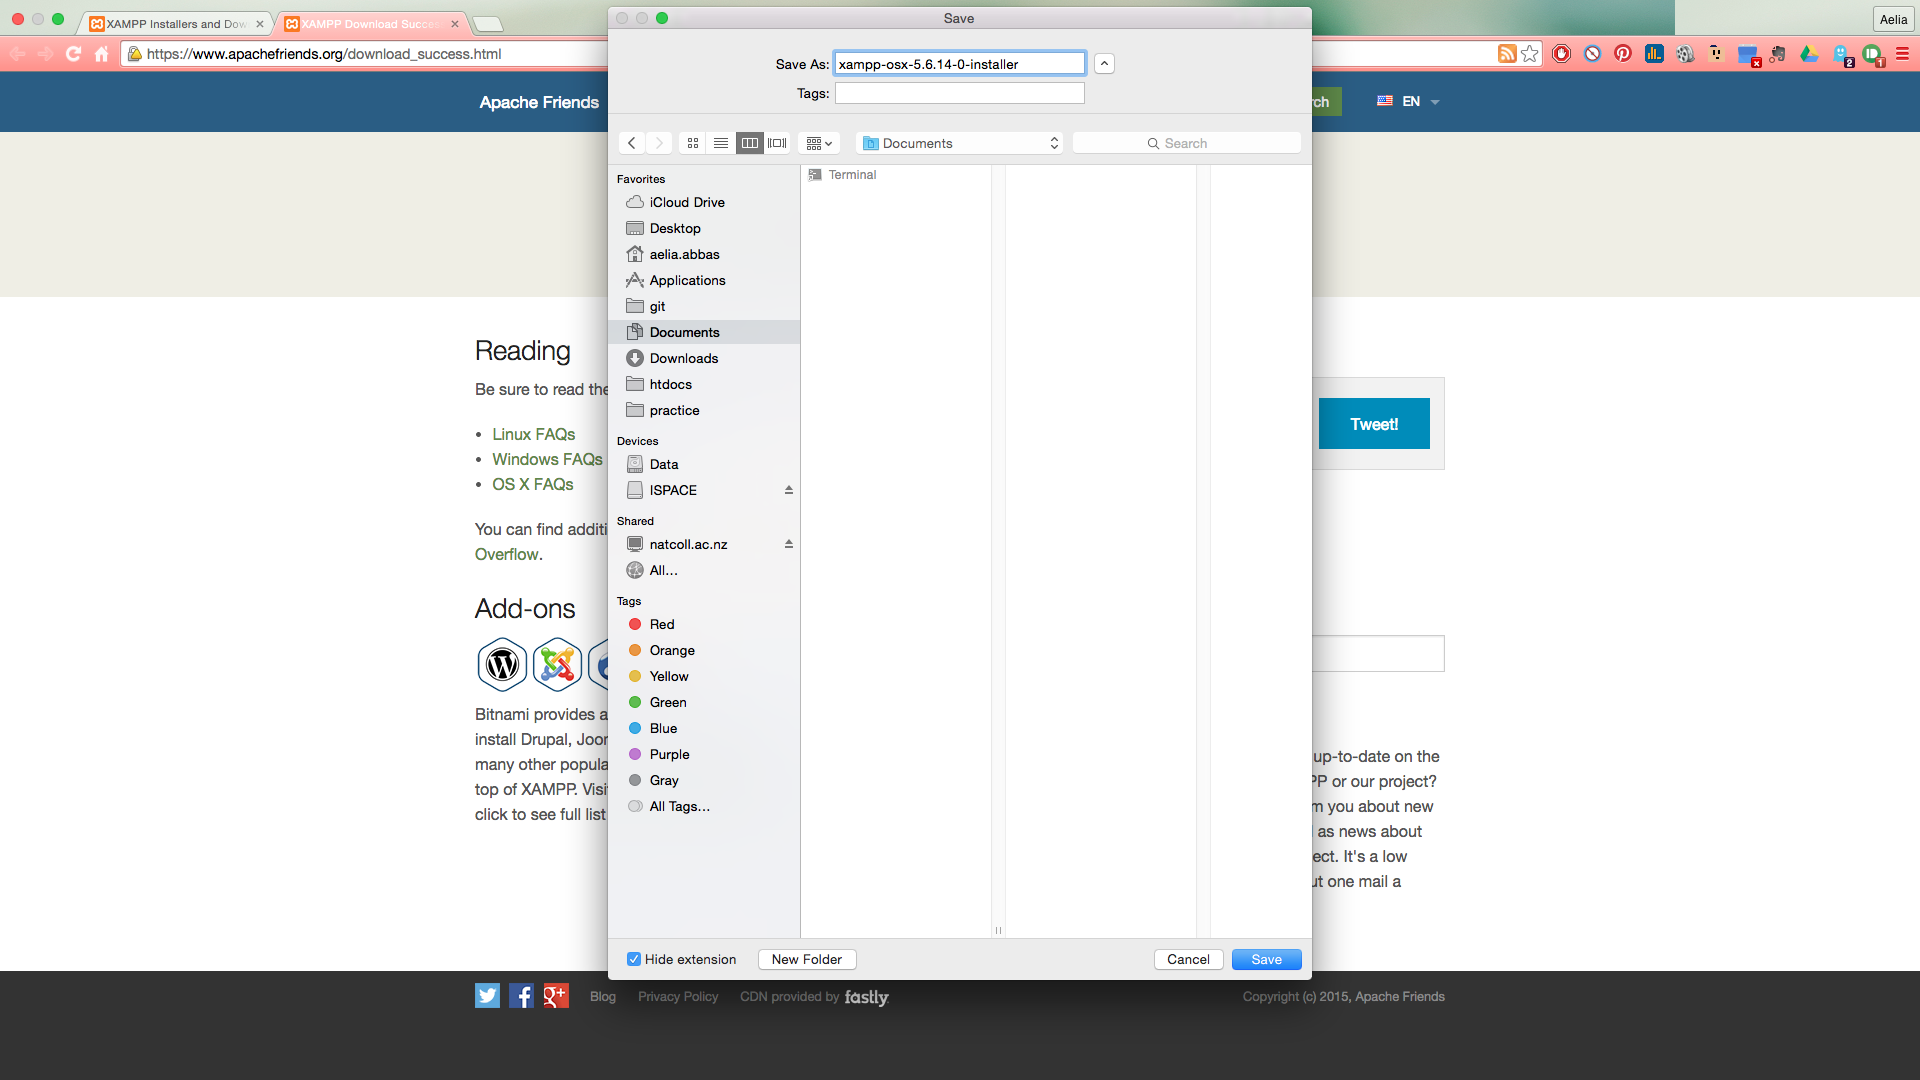 XAMPP Installers and Dow
XAMPP Download Succe
Save
Aelia
https://www.apachefriends.org/download_success.html
Save As: xampp-osx-5.6.14-0-installer
Tags:
Apache Friends
rch
EN
Documents
Search
Favorites
iCloud Drive
Desktop
aelia.abbas
Applications
git
Documents
Downloads
htdocs
practice
Devices
Data
ISPACE
Shared
natcoll.ac.nz
All...
Tags
Red
Orange
Yellow
Green
Blue
Purple
Gray
All Tags...
Terminal
Reading
Be sure to read the
Linux FAQs
Windows FAQs
OS X FAQs
You can find additi
Overflow.
Add-ons
Bitnami provides a
install Drupal, Joo
many other popula
top of XAMPP. Visi
click to see full list
Tweet!
up-to-date on the
PP or our project?
m you about new
as news about
ect. It's a low
ut one mail a
Hide extension
New Folder
Cancel
Save
Blog
Privacy Policy
CDN provided by fastly
Copyright (c) 2015, Apache Friends
2
1